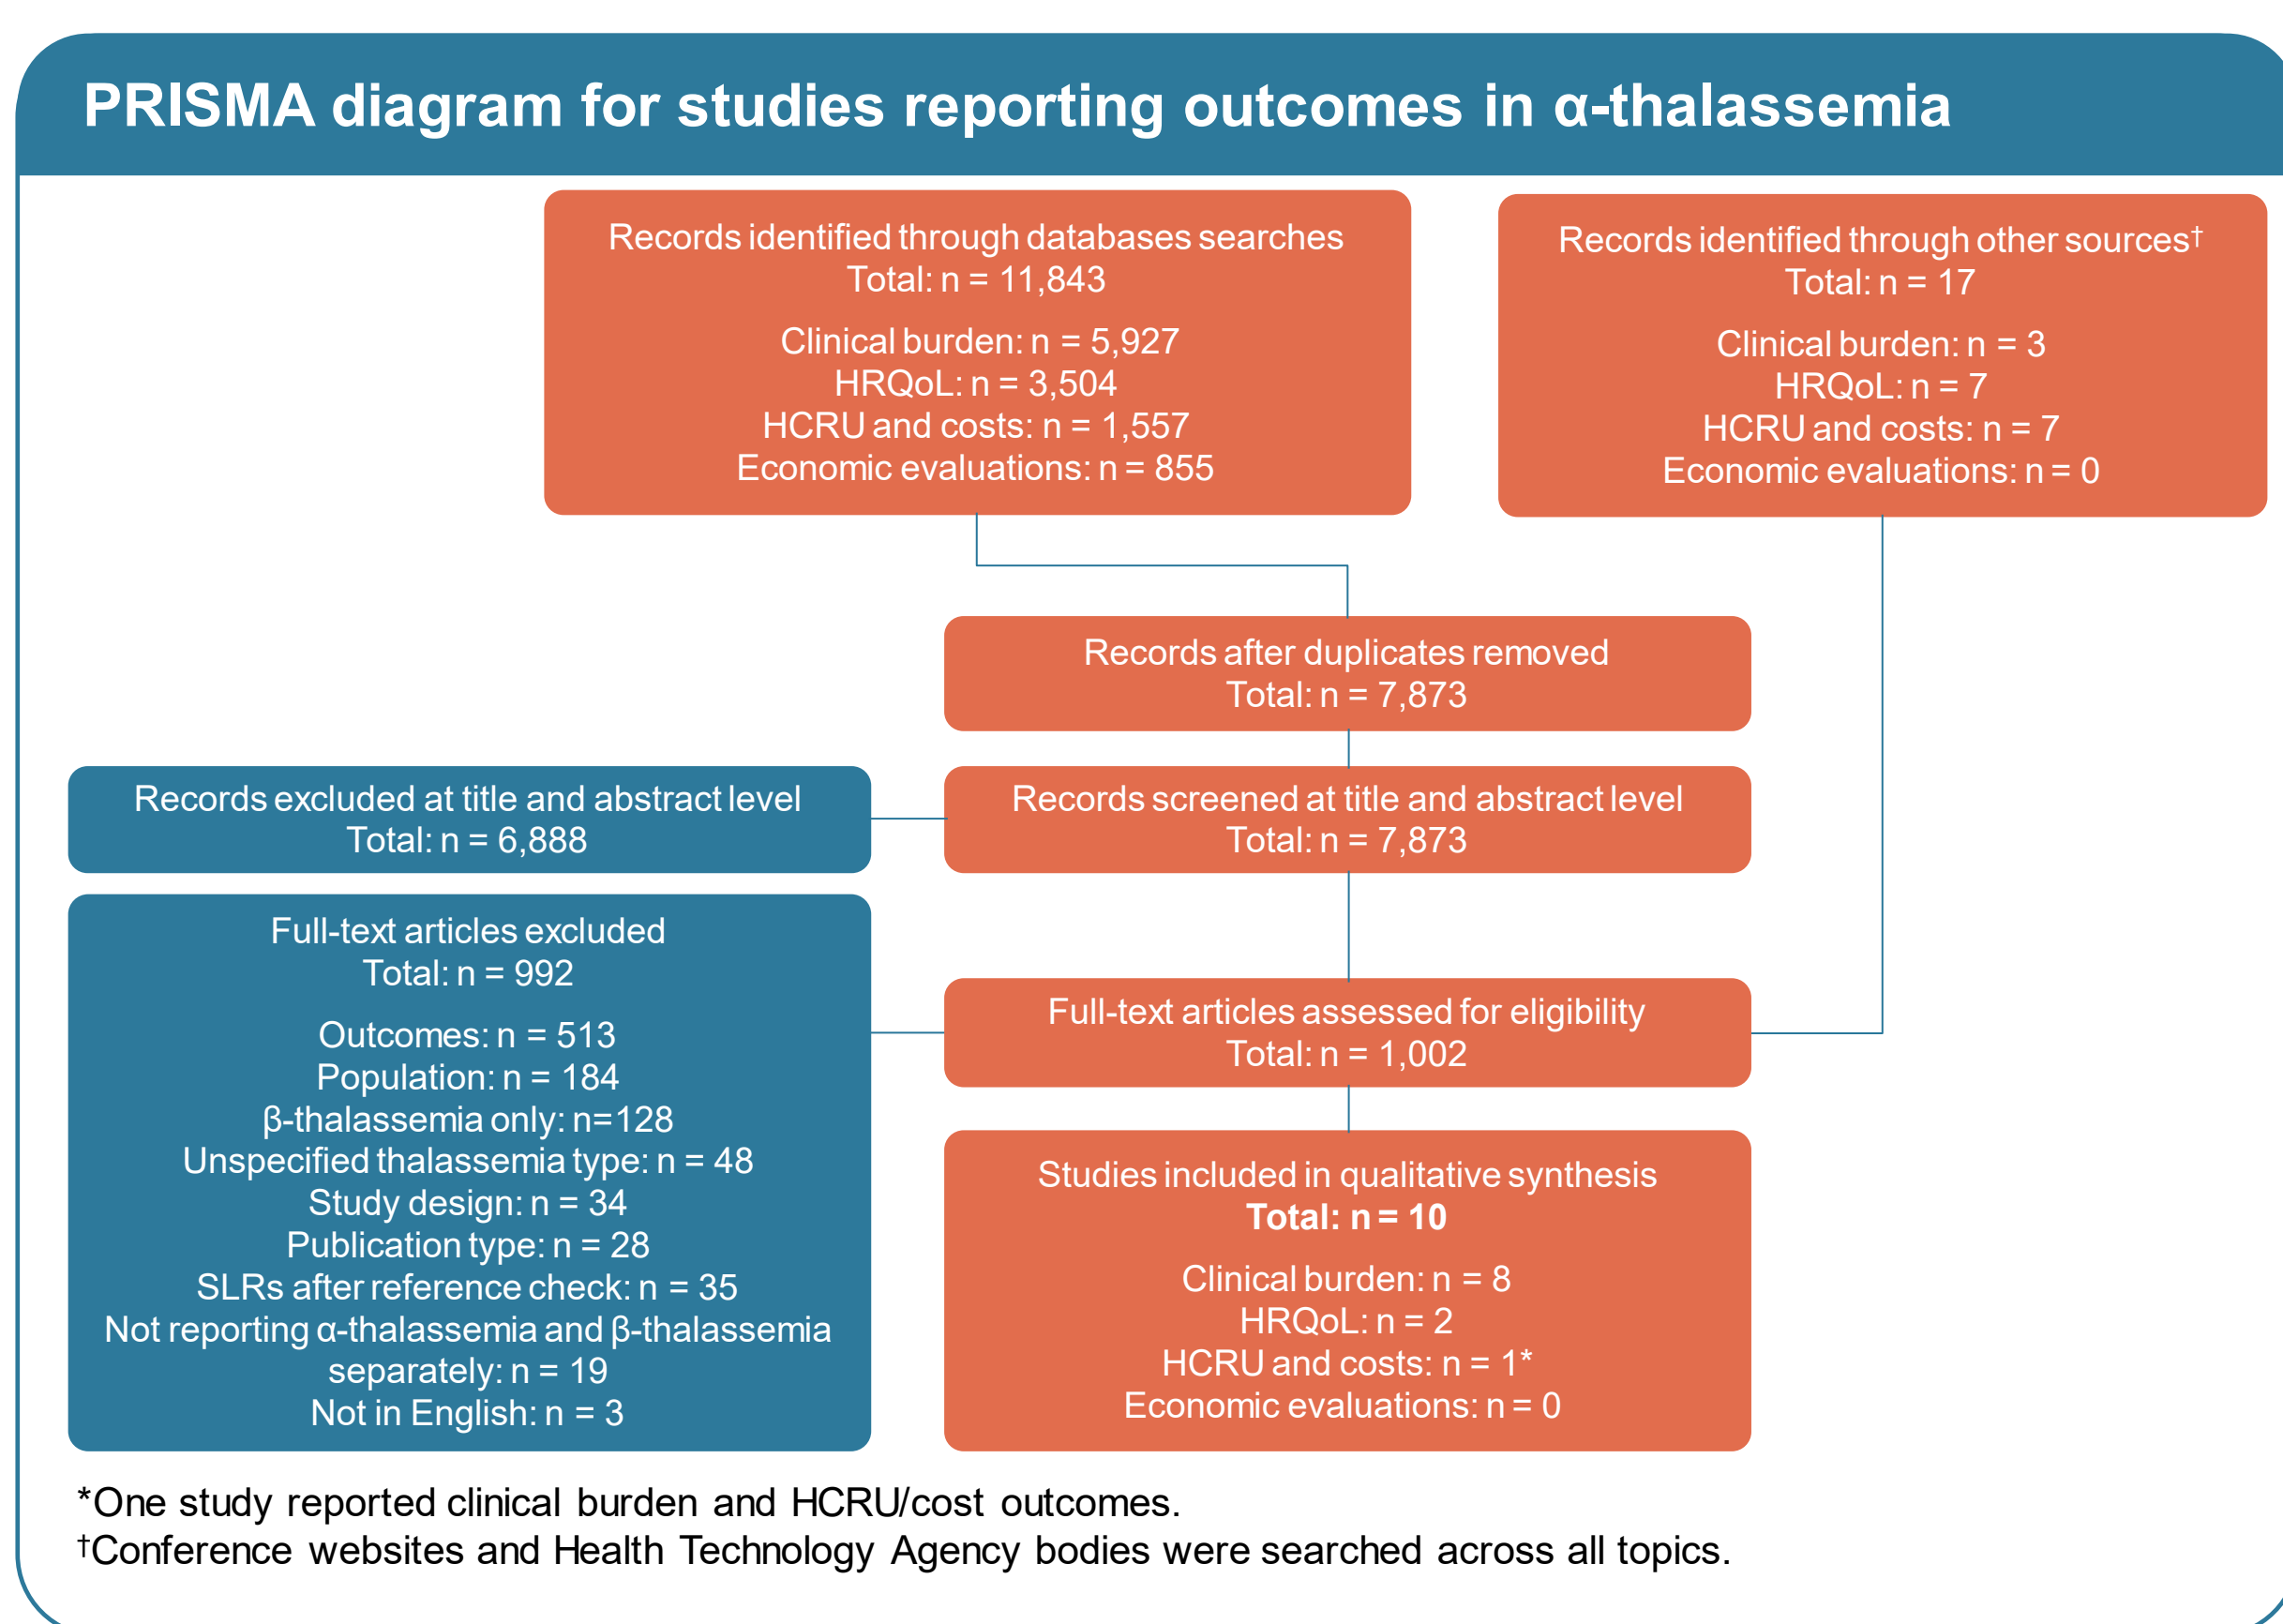 PRISMA diagram for studies reporting outcomes in α-thalassemia
Records identified through databases searches
Total: n = 11,843
Clinical burden: n = 5,927
HRQoL: n = 3,504
HCRU and costs: n = 1,557
Economic evaluations: n = 855
Records identified through other sources†
Total: n = 17
Clinical burden: n = 3
HRQoL: n = 7
HCRU and costs: n = 7
Economic evaluations: n = 0
Records after duplicates removed
Total: n = 7,873
Records excluded at title and abstract level
Total: n = 6,888
Records screened at title and abstract level
Total: n = 7,873
Full-text articles excluded
Total: n = 992
Outcomes: n = 513
Population: n = 184
β-thalassemia only: n=128
Unspecified thalassemia type: n = 48
Study design: n = 34
Publication type: n = 28
SLRs after reference check: n = 35
Not reporting α-thalassemia and β-thalassemia
separately: n = 19
Not in English: n = 3
Full-text articles assessed for eligibility
Total: n = 1,002
Studies included in qualitative synthesis
Total: n = 10
Clinical burden: n = 8
HRQoL: n = 2
HCRU and costs: n = 1*
Economic evaluations: n = 0
*One study reported clinical burden and HCRU/cost outcomes.
†Conference websites and Health Technology Agency bodies were searched across all topics.